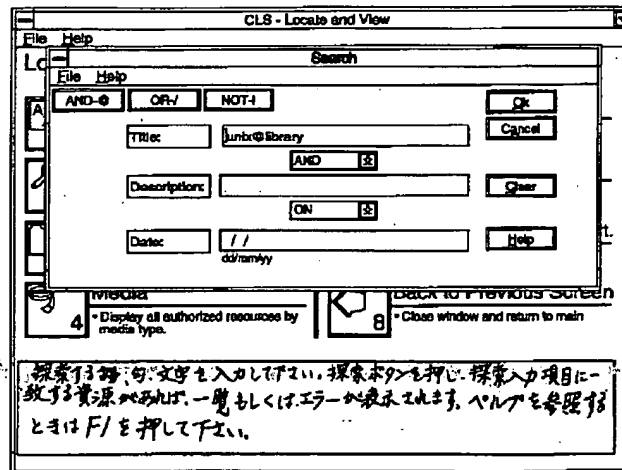 CLS - Locate and View
File Help
Search
File Help
AND-@ OR-/ NOT-! Ok
Title: unbr@library Cancel
AND
Description: Clear
ON
Date: / / Help
dd/mm/yy
Media Back to Previous Screen
4 • Display all authorized resources by media type. 8 • Close window and return to main
探索する語、句、文字を入力して下さい。探索ボタンを押し、探索入力項目に一
致する資源があれば、一覧もしくはエラーが表示されます。ヘルプを参照する
ときは F1 を押して下さい。